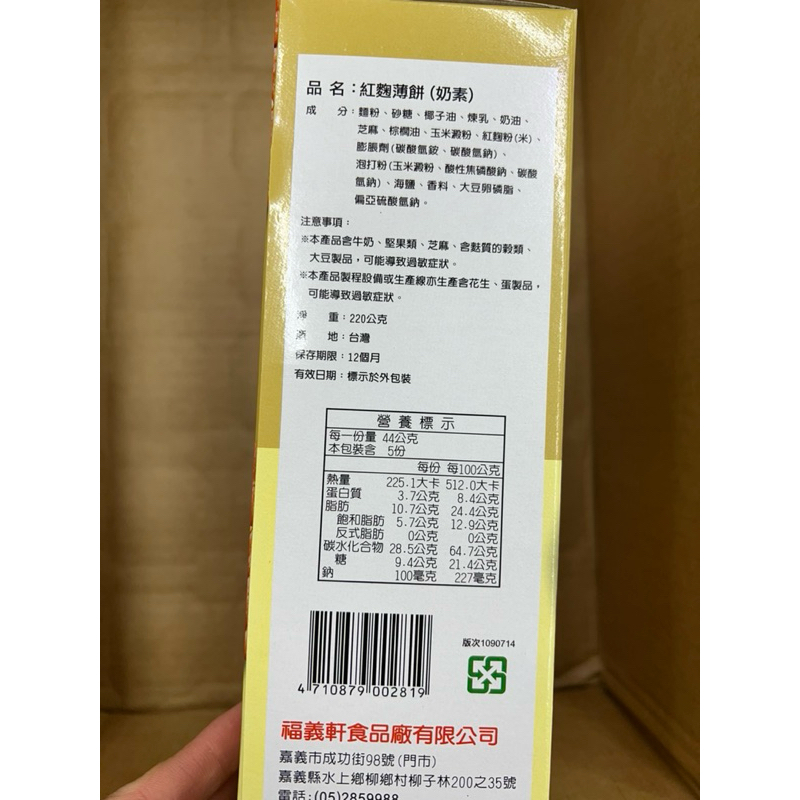 品 名：紅麴薄餅(奶素)
成 分：麵粉、砂糖、椰子油、煉乳、奶油、
芝麻、棕櫚油、玉米澱粉、紅麴粉(米)、
膨脹劑(碳酸氫銨、碳酸氫鈉)、
泡打粉(玉米澱粉、酸性焦磷酸鈉、碳酸
氫鈉)、海鹽、香料、大豆卵磷脂、
偏亞硫酸氫鈉。
注意事項：
※本產品含牛奶、堅果類、芝麻、含麩質的穀類、
大豆製品，可能導致過敏症狀。
※本產品製程設備或生產線亦生產含花生、蛋製品，
可能導致過敏症狀。
淨 重：220公克
產 地：台灣
保存期限：12個月
有效日期：標示於外包裝
營養標示
每一份量 44公克
本包裝含 5份
每份 每100公克
熱量 225.1大卡 512.0大卡
蛋白質 3.7公克 8.4公克
脂肪 10.7公克 24.4公克
飽和脂肪 5.7公克 12.9公克
反式脂肪 0公克 0公克
碳水化合物 28.5公克 64.7公克
糖 9.4公克 21.4公克
鈉 100毫克 227毫克
版次1090714
4 710879 002819
福義軒食品廠有限公司
嘉義市成功街98號(門市)
嘉義縣水上鄉柳鄉村柳子林200之35號
電話：(05)2859988